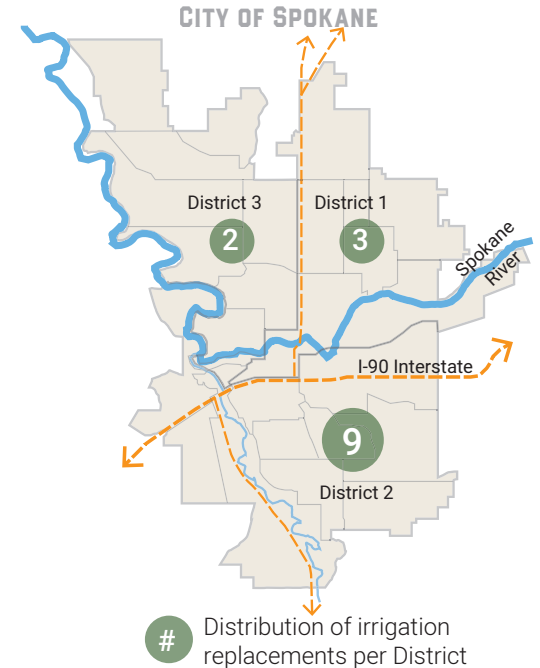 CITY OF SPOKANE
District 3
District 1
2
3
Spokane
River
I-90 Interstate
9
District 2
#
Distribution of irrigation
replacements per District